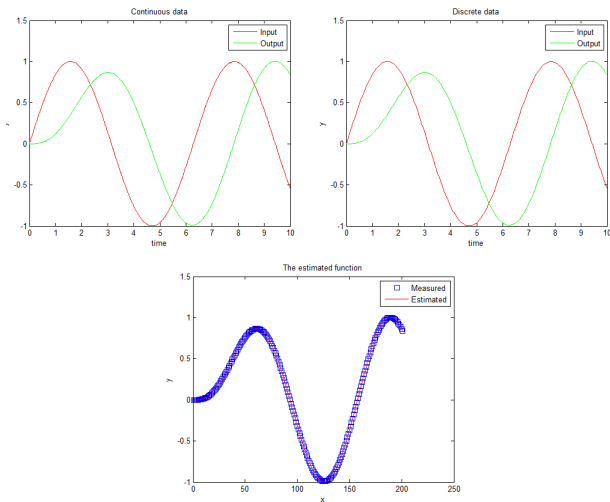 Continuous data
Input
Output
1.5
1
0.5
0
-0.5
-1
0 1 2 3 4 5 6 7 8 9 10
time
Discrete data
Input
Output
1.5
1
0.5
0
-0.5
-1
y
0 1 2 3 4 5 6 7 8 9 10
time
The estimated function
Measured
Estimated
1.5
1
0.5
0
-0.5
-1
y
0 50 100 150 200 250
x